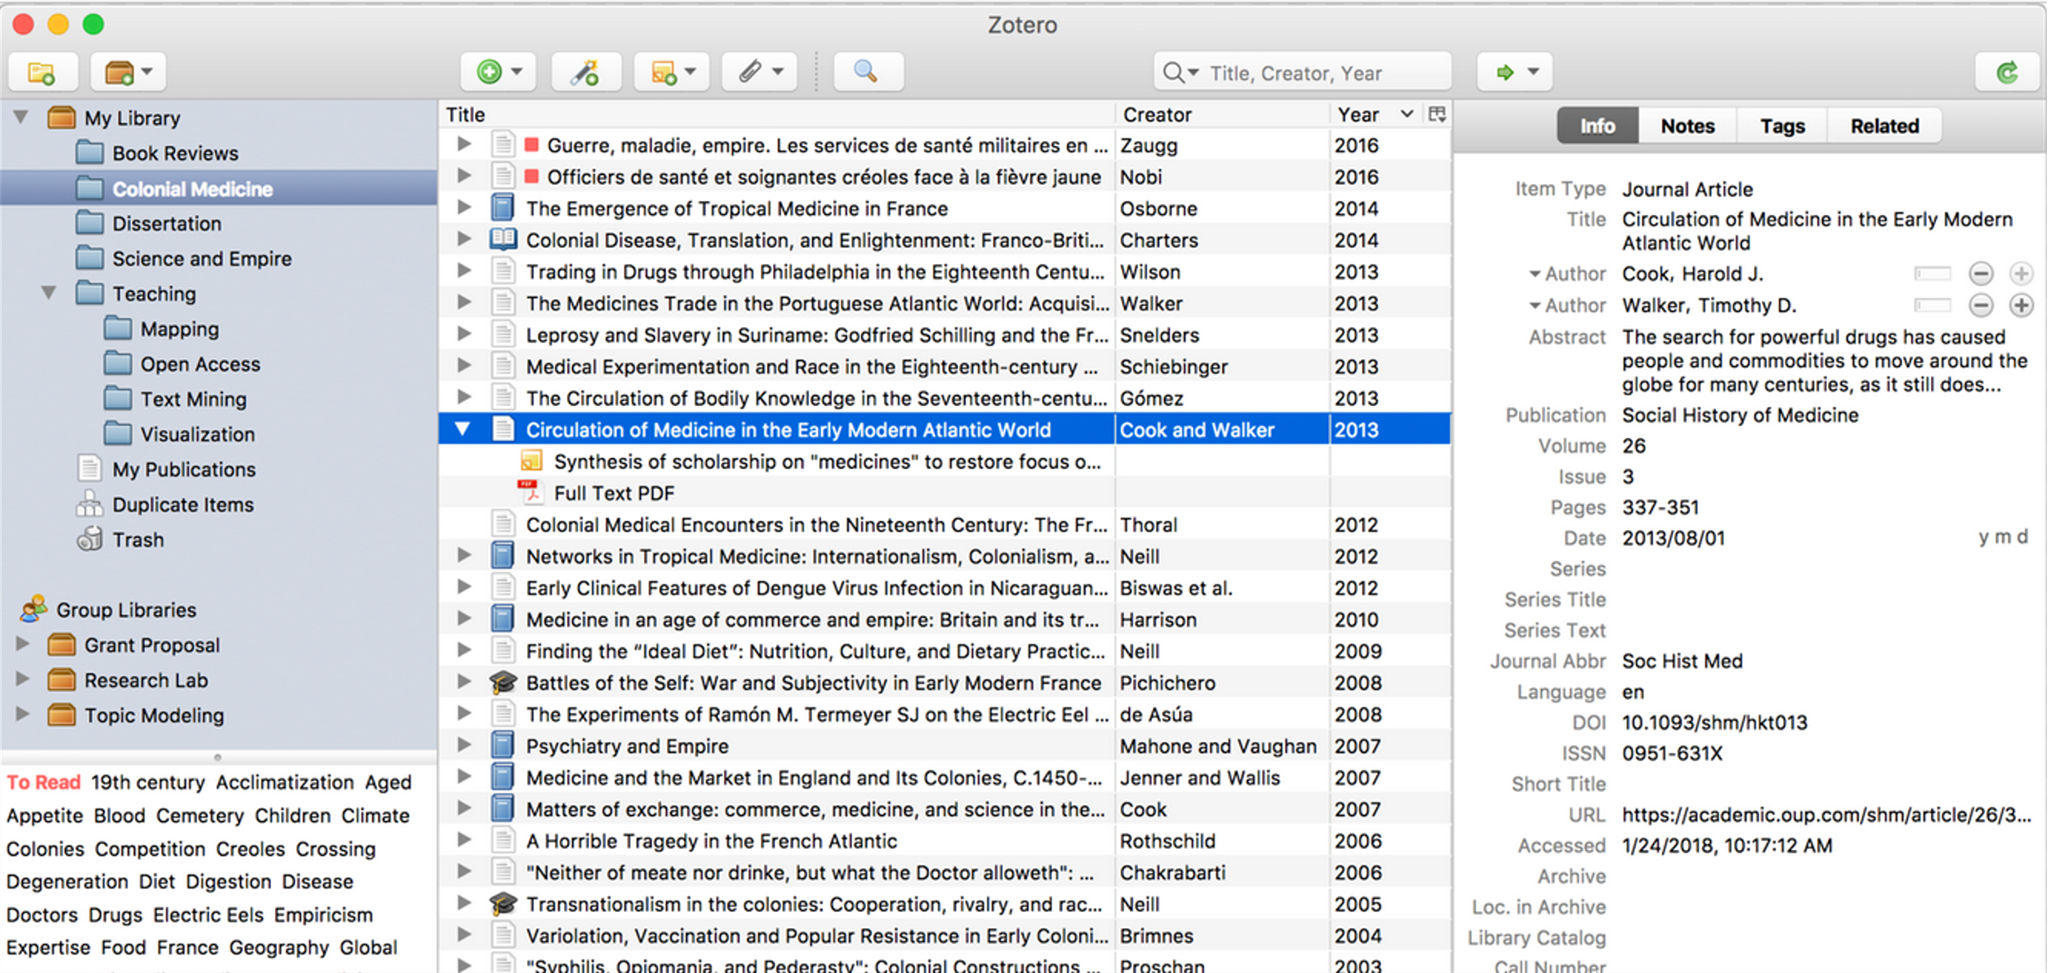 Zotero
Title, Creator, Year
My Library
Book Reviews
Colonial Medicine
Dissertation
Science and Empire
Teaching
Mapping
Open Access
Text Mining
Visualization
My Publications
Duplicate Items
Trash
Group Libraries
Grant Proposal
Research Lab
Topic Modeling
To Read 19th century Acclimatization Aged
Appetite Blood Cemetery Children Climate
Colonies Competition Creoles Crossing
Degeneration Diet Digestion Disease
Doctors Drugs Electric Eels Empiricism
Expertise Food France Geography Global
Title Creator Year
Guerre, maladie, empire. Les services de santé militaires en ... Zaugg 2016
Officiers de santé et soignantes créoles face à la fièvre jaune Nobi 2016
The Emergence of Tropical Medicine in France Osborne 2014
Colonial Disease, Translation, and Enlightenment: Franco-Briti... Charters 2014
Trading in Drugs through Philadelphia in the Eighteenth Centu... Wilson 2013
The Medicines Trade in the Portuguese Atlantic World: Acquisi... Walker 2013
Leprosy and Slavery in Suriname: Godfried Schilling and the Fr... Snelders 2013
Medical Experimentation and Race in the Eighteenth-century ... Schiebinger 2013
The Circulation of Bodily Knowledge in the Seventeenth-centu... Gómez 2013
Circulation of Medicine in the Early Modern Atlantic World Cook and Walker 2013
Synthesis of scholarship on "medicines" to restore focus o...
Full Text PDF
Colonial Medical Encounters in the Nineteenth Century: The Fr... Thoral 2012
Networks in Tropical Medicine: Internationalism, Colonialism, a... Neill 2012
Early Clinical Features of Dengue Virus Infection in Nicaraguan... Biswas et al. 2012
Medicine in an age of commerce and empire: Britain and its tr... Harrison 2010
Finding the “Ideal Diet”: Nutrition, Culture, and Dietary Practic... Neill 2009
Battles of the Self: War and Subjectivity in Early Modern France Pichichero 2008
The Experiments of Ramón M. Termeyer SJ on the Electric Eel ... de Asúa 2008
Psychiatry and Empire Mahone and Vaughan 2007
Medicine and the Market in England and Its Colonies, C.1450-... Jenner and Wallis 2007
Matters of exchange: commerce, medicine, and science in the... Cook 2007
A Horrible Tragedy in the French Atlantic Rothschild 2006
"Neither of meate nor drinke, but what the Doctor alloweth": ... Chakrabarti 2006
Transnationalism in the colonies: Cooperation, rivalry, and rac... Neill 2005
Variolation, Vaccination and Popular Resistance in Early Coloni... Brimnes 2004
"Syphilis, Opiomania, and Pederasty": Colonial Constructions ... Proschan 2003
Info Notes Tags Related
Item Type Journal Article
Title Circulation of Medicine in the Early Modern
Atlantic World
Author Cook, Harold J.
Author Walker, Timothy D.
Abstract The search for powerful drugs has caused
people and commodities to move around the
globe for many centuries, as it still does...
Publication Social History of Medicine
Volume 26
Issue 3
Pages 337-351
Date 2013/08/01 y m d
Series
Series Title
Series Text
Journal Abbr Soc Hist Med
Language en
DOI 10.1093/shm/hkt013
ISSN 0951-631X
Short Title
URL https://academic.oup.com/shm/article/26/3...
Accessed 1/24/2018, 10:17:12 AM
Archive
Loc. in Archive
Library Catalog
Call Number